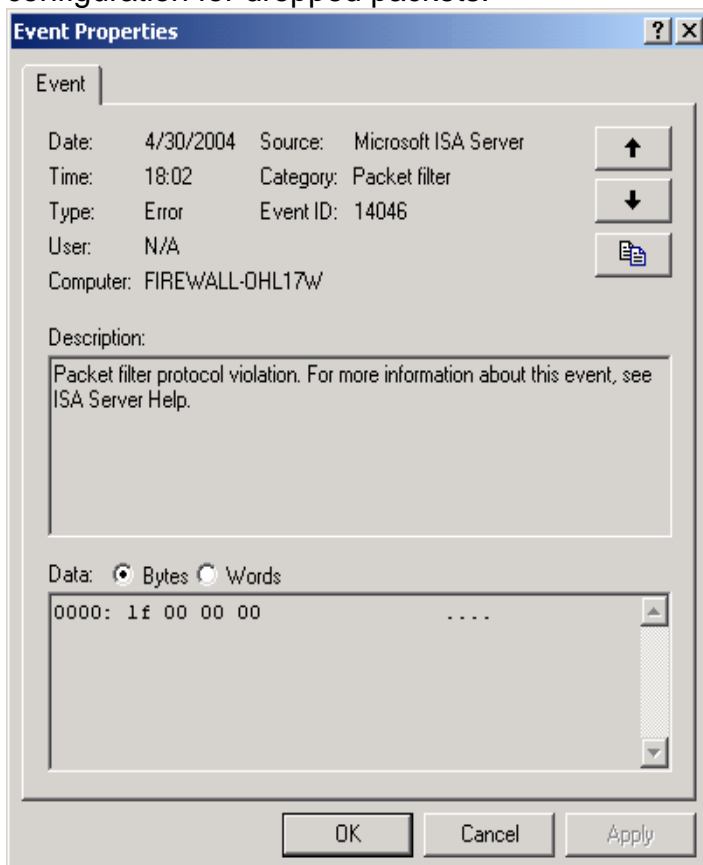 configuration for dropped packets.
Event Properties
Event
Date: 4/30/2004 Source: Microsoft ISA Server
Time: 18:02 Category: Packet filter
Type: Error Event ID: 14046
User: N/A
Computer: FIREWALL-OHL17W
Description:
Packet filter protocol violation. For more information about this event, see
ISA Server Help.
Data: Bytes Words
0000: 1f 00 00 00 ....
OK Cancel Apply